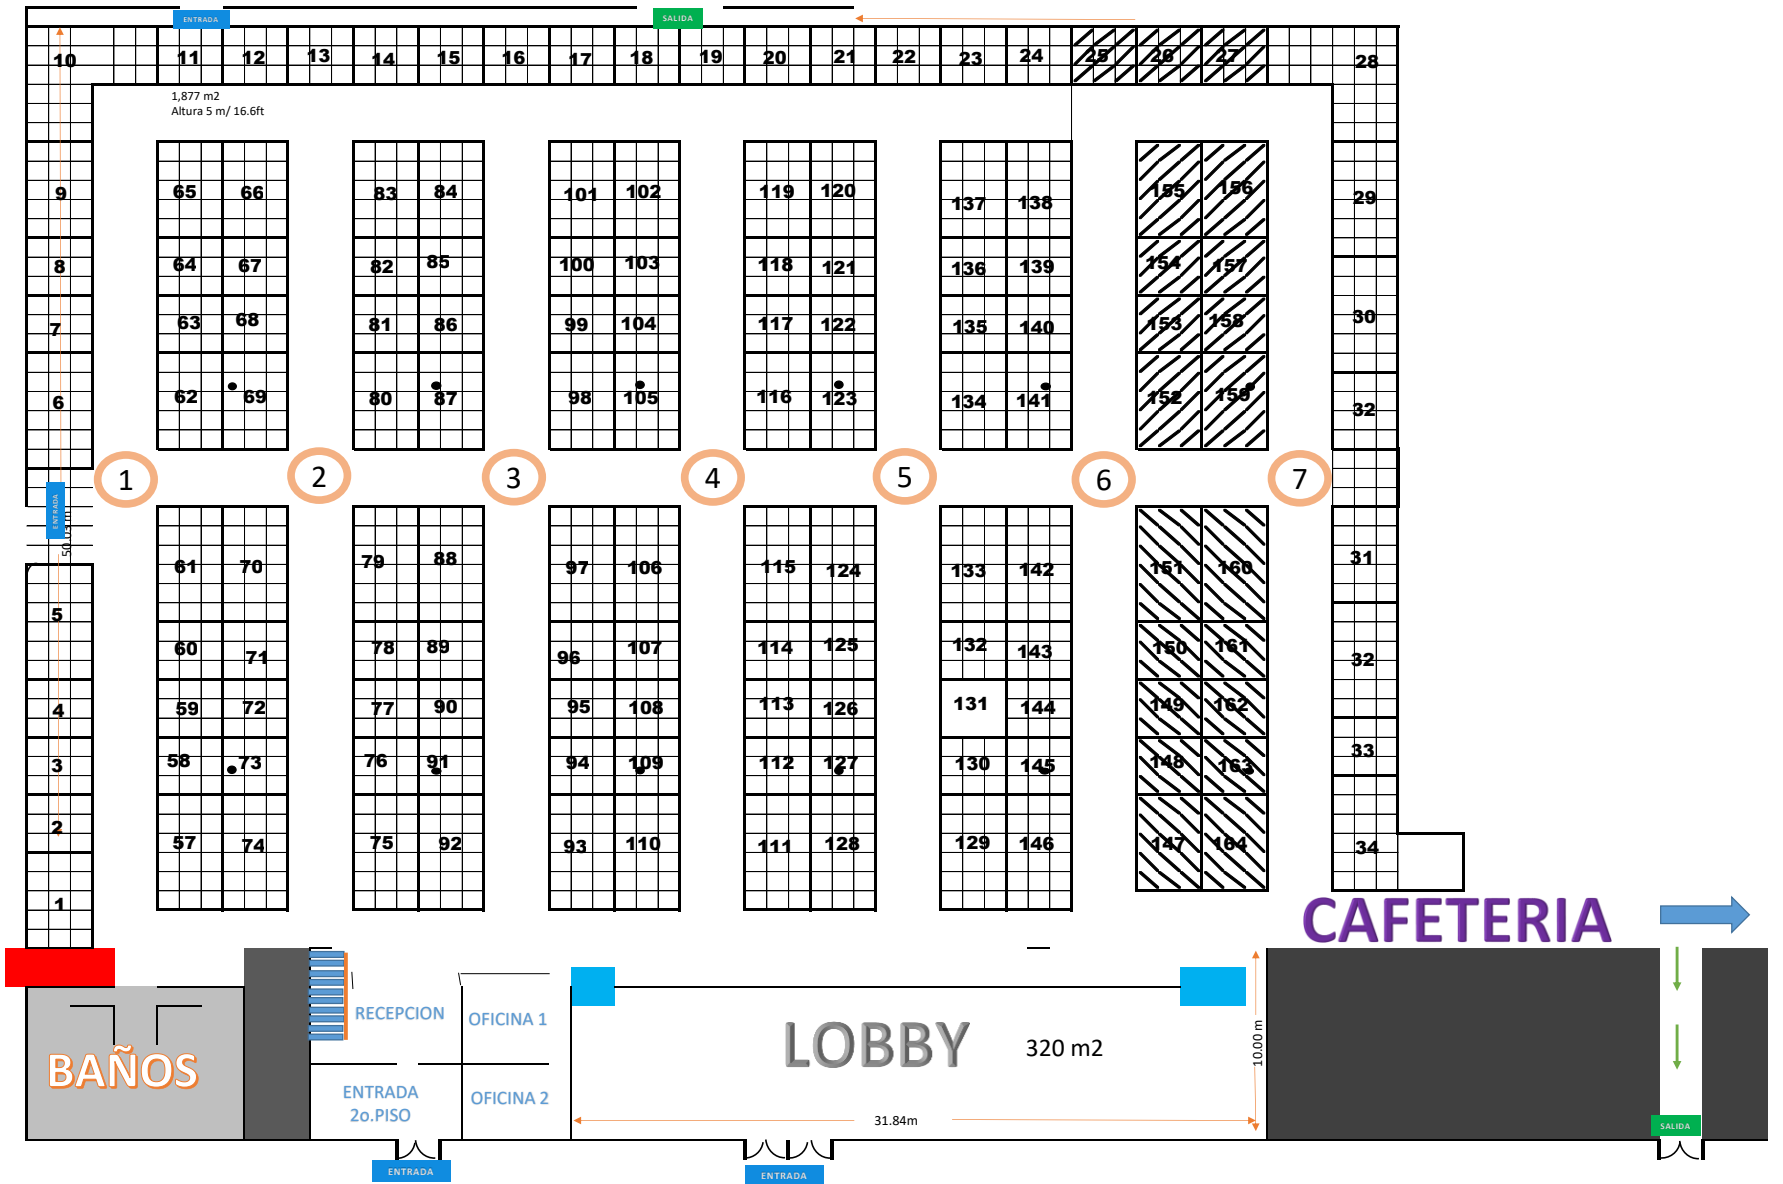 ENTRADA
SALIDA
10 11 12 13 14 15 16 17 18 19 20 21 22 23 24 25 26 27 28
1,877 m2
Altura 5 m/ 16.6ft
9 65 66 83 84 101 102 119 120 137 138 155 156 29
8 64 67 82 85 100 103 118 121 136 139 154 157
7 63 68 81 86 99 104 117 122 135 140 153 158 30
6 62 69 80 87 98 105 116 123 134 141 152 159 32
1 2 3 4 5 6 7
ENTRADA
50.01m
61 70 79 88 97 106 115 124 133 142 151 160 31
5 60 71 78 89 96 107 114 125 132 143 150 161 32
4 59 72 77 90 95 108 113 126 131 144 149 162
3 58 73 76 91 94 109 112 127 130 145 148 163 33
2 57 74 75 92 93 110 111 128 129 146 147 164 34
1
CAFETERIA
RECEPCION
OFICINA 1
LOBBY
320 m2
10.00 m
BAÑOS
ENTRADA
2o.PISO
OFICINA 2
31.84m
SALIDA
ENTRADA
ENTRADA